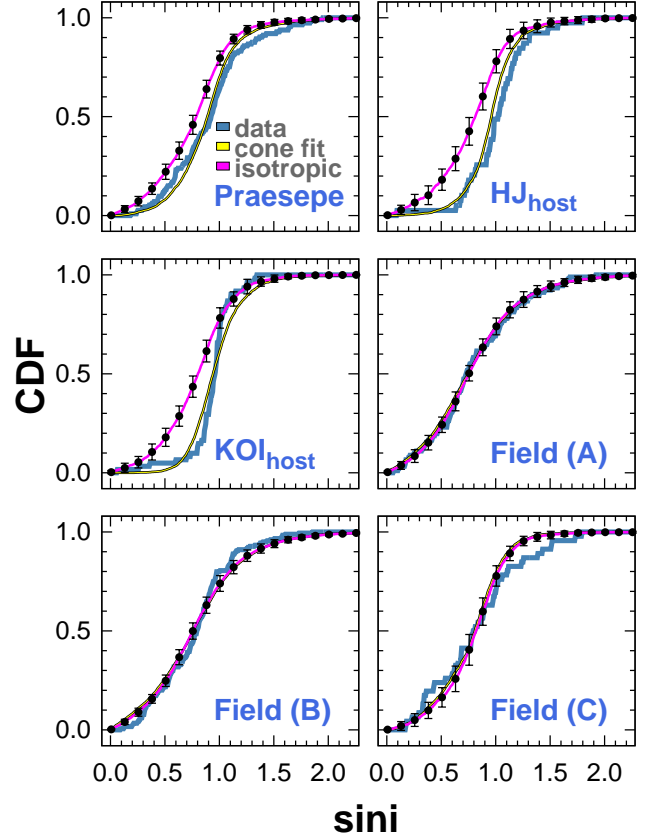 1.0
0.5
0.0
data
cone fit
isotropic
Praesepe
HJhost
1.0
0.5
0.0
CDF
KOIhost
Field (A)
1.0
0.5
0.0
Field (B)
Field (C)
0.0 0.5 1.0 1.5 2.0 0.0 0.5 1.0 1.5 2.0
sini